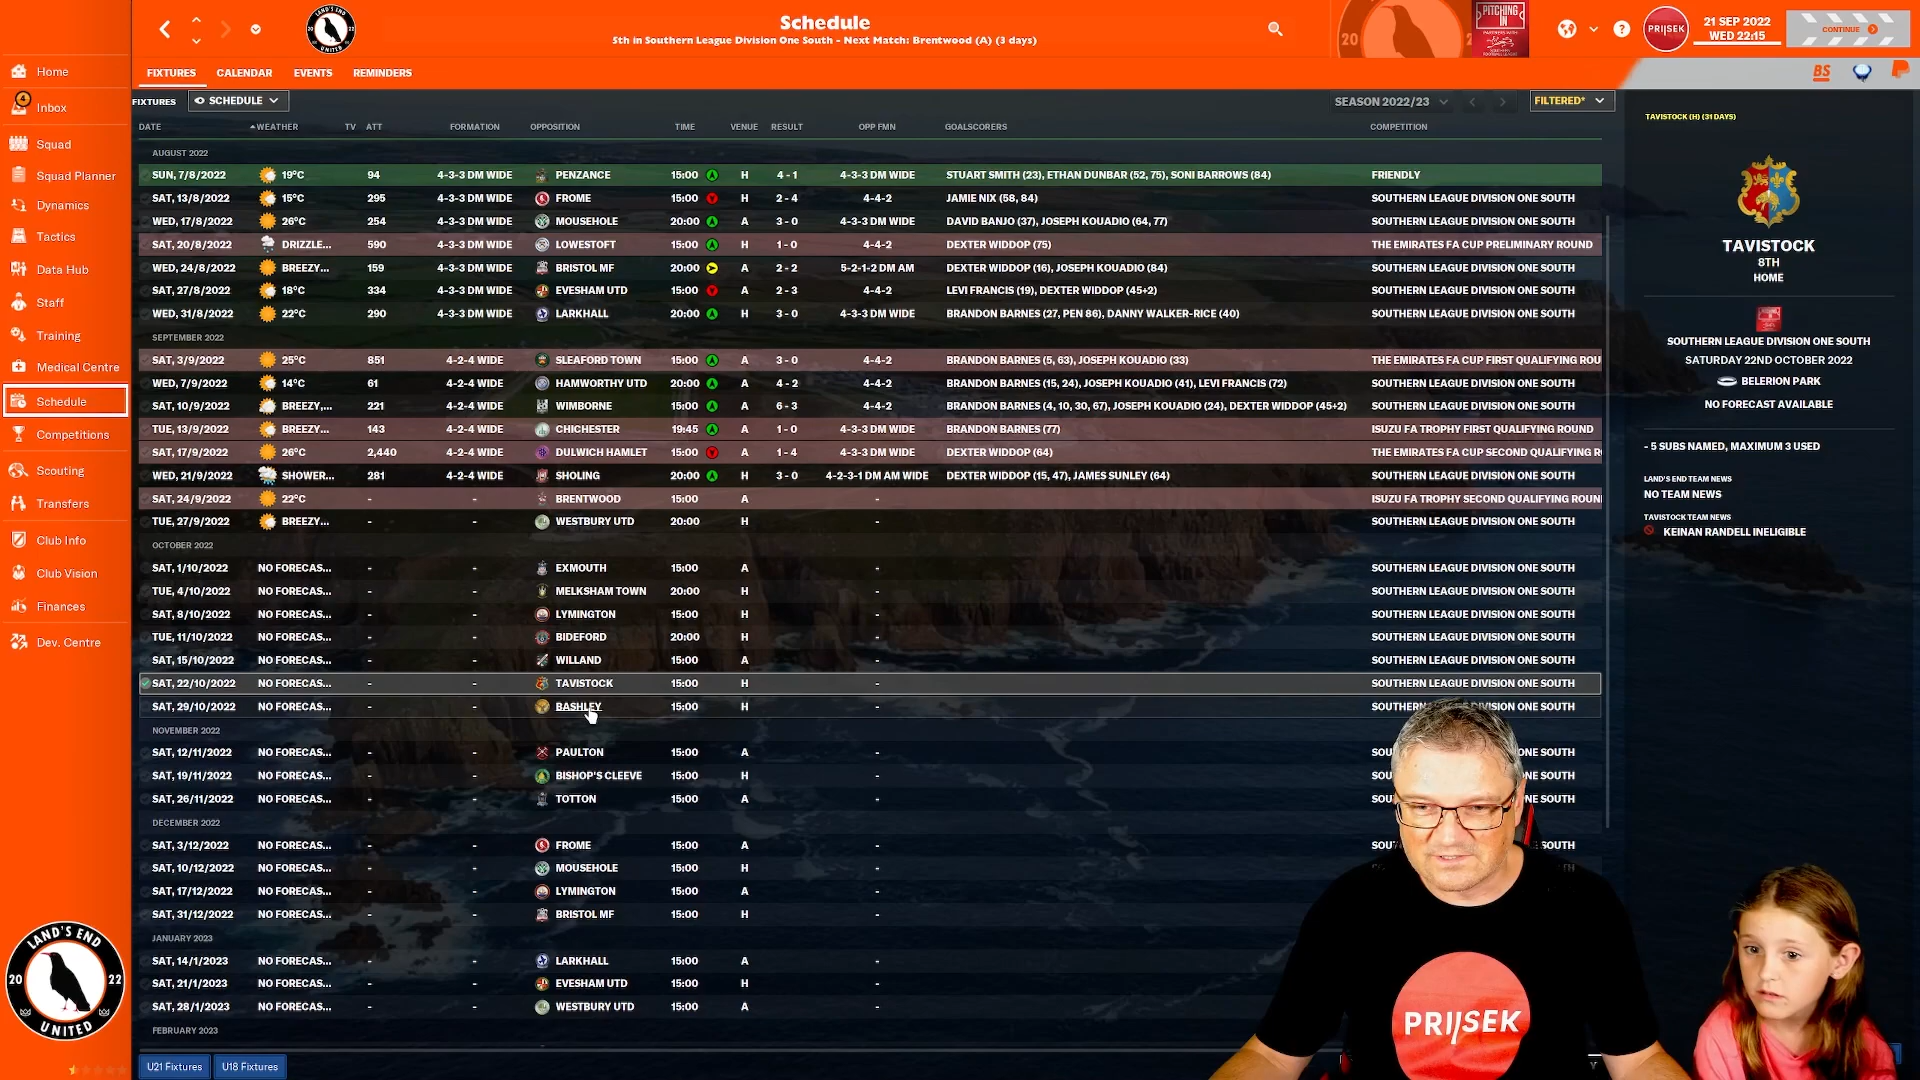 Schedule
5th in Southern League Division One South - Next Match: Brentwood (A) (3 days)
PITCHING IN
PRIJSEK
21 SEP 2022
WED 22:15
CONTINUE
FIXTURES CALENDAR EVENTS REMINDERS
BS
Home
4
Inbox
Squad
Squad Planner
Dynamics
Tactics
Data Hub
Staff
Training
Medical Centre
Schedule
Competitions
Scouting
Transfers
Club Info
Club Vision
Finances
Dev. Centre
LAND'S END
20 22
UNITED
FIXTURES SCHEDULE SEASON 2022/23 FILTERED*
DATE WEATHER TV ATT FORMATION OPPOSITION TIME VENUE RESULT OPP FMN GOALSCORERS COMPETITION
AUGUST 2022
SUN, 7/8/2022 19°C 94 4-3-3 DM WIDE PENZANCE 15:00 H 4 - 1 4-3-3 DM WIDE STUART SMITH (23), ETHAN DUNBAR (52, 75), SONI BARROWS (84) FRIENDLY
SAT, 13/8/2022 15°C 295 4-3-3 DM WIDE FROME 15:00 H 2 - 4 4-4-2 JAMIE NIX (58, 84) SOUTHERN LEAGUE DIVISION ONE SOUTH
WED, 17/8/2022 26°C 254 4-3-3 DM WIDE MOUSEHOLE 20:00 A 3 - 0 4-3-3 DM WIDE DAVID BANJO (37), JOSEPH KOUADIO (64, 77) SOUTHERN LEAGUE DIVISION ONE SOUTH
SAT, 20/8/2022 DRIZZLE... 590 4-3-3 DM WIDE LOWESTOFT 15:00 H 1 - 0 4-4-2 DEXTER WIDDOP (75) THE EMIRATES FA CUP PRELIMINARY ROUND
WED, 24/8/2022 BREEZY... 159 4-3-3 DM WIDE BRISTOL MF 20:00 A 2 - 2 5-2-1-2 DM AM DEXTER WIDDOP (16), JOSEPH KOUADIO (84) SOUTHERN LEAGUE DIVISION ONE SOUTH
SAT, 27/8/2022 18°C 334 4-3-3 DM WIDE EVESHAM UTD 15:00 A 2 - 3 4-4-2 LEVI FRANCIS (19), DEXTER WIDDOP (45+2) SOUTHERN LEAGUE DIVISION ONE SOUTH
WED, 31/8/2022 22°C 290 4-3-3 DM WIDE LARKHALL 20:00 H 3 - 0 4-3-3 DM WIDE BRANDON BARNES (27, PEN 86), DANNY WALKER-RICE (40) SOUTHERN LEAGUE DIVISION ONE SOUTH
SEPTEMBER 2022
SAT, 3/9/2022 25°C 851 4-2-4 WIDE SLEAFORD TOWN 15:00 A 3 - 0 4-4-2 BRANDON BARNES (5, 63), JOSEPH KOUADIO (33) THE EMIRATES FA CUP FIRST QUALIFYING ROU
WED, 7/9/2022 14°C 61 4-2-4 WIDE HAMWORTHY UTD 20:00 A 4 - 2 4-4-2 BRANDON BARNES (15, 24), JOSEPH KOUADIO (41), LEVI FRANCIS (72) SOUTHERN LEAGUE DIVISION ONE SOUTH
SAT, 10/9/2022 BREEZY,... 221 4-2-4 WIDE WIMBORNE 15:00 A 6 - 3 4-4-2 BRANDON BARNES (4, 10, 30, 67), JOSEPH KOUADIO (24), DEXTER WIDDOP (45+2) SOUTHERN LEAGUE DIVISION ONE SOUTH
TUE, 13/9/2022 BREEZY... 143 4-2-4 WIDE CHICHESTER 19:45 A 1 - 0 4-3-3 DM WIDE BRANDON BARNES (77) ISUZU FA TROPHY FIRST QUALIFYING ROUND
SAT, 17/9/2022 26°C 2,440 4-2-4 WIDE DULWICH HAMLET 15:00 A 1 - 4 4-3-3 DM WIDE DEXTER WIDDOP (64) THE EMIRATES FA CUP SECOND QUALIFYING R
WED, 21/9/2022 SHOWER... 281 4-2-4 WIDE SHOLING 20:00 H 3 - 0 4-2-3-1 DM AM WIDE DEXTER WIDDOP (15, 47), JAMES SUNLEY (64) SOUTHERN LEAGUE DIVISION ONE SOUTH
SAT, 24/9/2022 22°C - - BRENTWOOD 15:00 A - ISUZU FA TROPHY SECOND QUALIFYING ROUN
TUE, 27/9/2022 BREEZY... - - WESTBURY UTD 20:00 H - SOUTHERN LEAGUE DIVISION ONE SOUTH
OCTOBER 2022
SAT, 1/10/2022 NO FORECAS... - - EXMOUTH 15:00 A - SOUTHERN LEAGUE DIVISION ONE SOUTH
TUE, 4/10/2022 NO FORECAS... - - MELKSHAM TOWN 20:00 H - SOUTHERN LEAGUE DIVISION ONE SOUTH
SAT, 8/10/2022 NO FORECAS... - - LYMINGTON 15:00 H - SOUTHERN LEAGUE DIVISION ONE SOUTH
TUE, 11/10/2022 NO FORECAS... - - BIDEFORD 20:00 H - SOUTHERN LEAGUE DIVISION ONE SOUTH
SAT, 15/10/2022 NO FORECAS... - - WILLAND 15:00 A - SOUTHERN LEAGUE DIVISION ONE SOUTH
SAT, 22/10/2022 NO FORECAS... - - TAVISTOCK 15:00 H - SOUTHERN LEAGUE DIVISION ONE SOUTH
SAT, 29/10/2022 NO FORECAS... - - BASHLEY 15:00 H - SOUTHERN LEAGUE DIVISION ONE SOUTH
NOVEMBER 2022
SAT, 12/11/2022 NO FORECAS... - - PAULTON 15:00 A - SOU ONE SOUTH
SAT, 19/11/2022 NO FORECAS... - - BISHOP'S CLEEVE 15:00 H - SOU NE SOUTH
SAT, 26/11/2022 NO FORECAS... - - TOTTON 15:00 A - SOU ONE SOUTH
DECEMBER 2022
SAT, 3/12/2022 NO FORECAS... - - FROME 15:00 A - SOU SOUTH
SAT, 10/12/2022 NO FORECAS... - - MOUSEHOLE 15:00 H -
SAT, 17/12/2022 NO FORECAS... - - LYMINGTON 15:00 A -
SAT, 31/12/2022 NO FORECAS... - - BRISTOL MF 15:00 H -
JANUARY 2023
SAT, 14/1/2023 NO FORECAS... - - LARKHALL 15:00 A -
SAT, 21/1/2023 NO FORECAS... - - EVESHAM UTD 15:00 H -
SAT, 28/1/2023 NO FORECAS... - - WESTBURY UTD 15:00 A -
FEBRUARY 2023
U21 Fixtures U18 Fixtures
TAVISTOCK (H) (31 DAYS)
TAVISTOCK
8TH
HOME
SOUTHERN LEAGUE DIVISION ONE SOUTH
SATURDAY 22ND OCTOBER 2022
BELERION PARK
NO FORECAST AVAILABLE
- 5 SUBS NAMED, MAXIMUM 3 USED
LAND'S END TEAM NEWS
NO TEAM NEWS
TAVISTOCK TEAM NEWS
KEINAN RANDELL INELIGIBLE
PRIJSEK